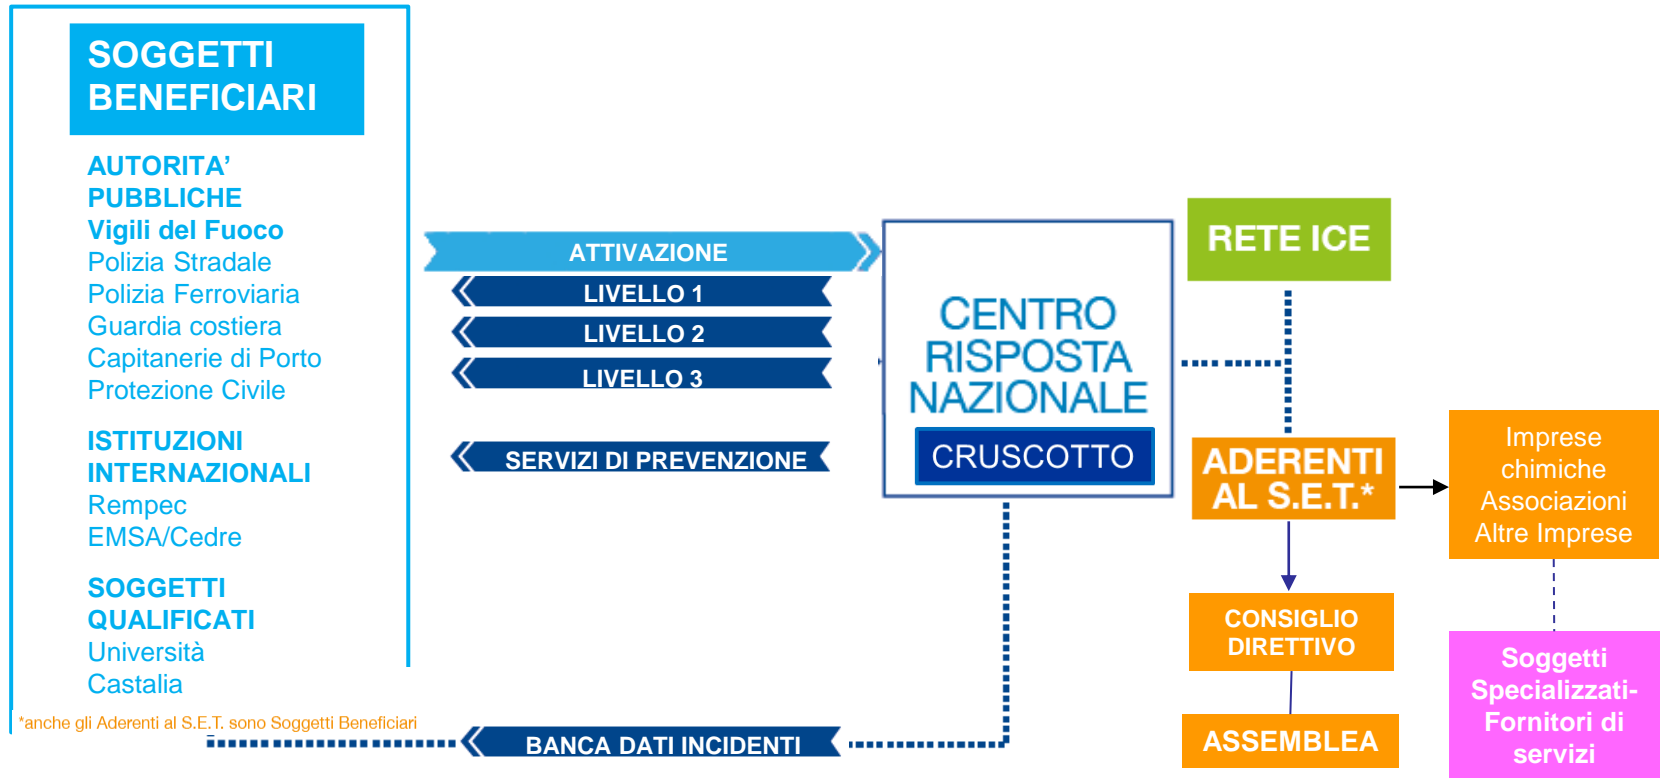 SOGGETTI
BENEFICIARI
AUTORITA’
PUBBLICHE
Vigili del Fuoco
Polizia Stradale
Polizia Ferroviaria
Guardia costiera
Capitanerie di Porto
Protezione Civile
ISTITUZIONI
INTERNAZIONALI
Rempec
EMSA/Cedre
SOGGETTI
QUALIFICATI
Università
Castalia
*anche gli Aderenti al S.E.T. sono Soggetti Beneficiari
ATTIVAZIONE
LIVELLO 1
LIVELLO 2
LIVELLO 3
SERVIZI DI PREVENZIONE
BANCA DATI INCIDENTI
CENTRO
RISPOSTA
NAZIONALE
CRUSCOTTO
RETE ICE
ADERENTI
AL S.E.T.*
CONSIGLIO
DIRETTIVO
ASSEMBLEA
Imprese
chimiche
Associazioni
Altre Imprese
Soggetti
Specializzati-
Fornitori di
servizi